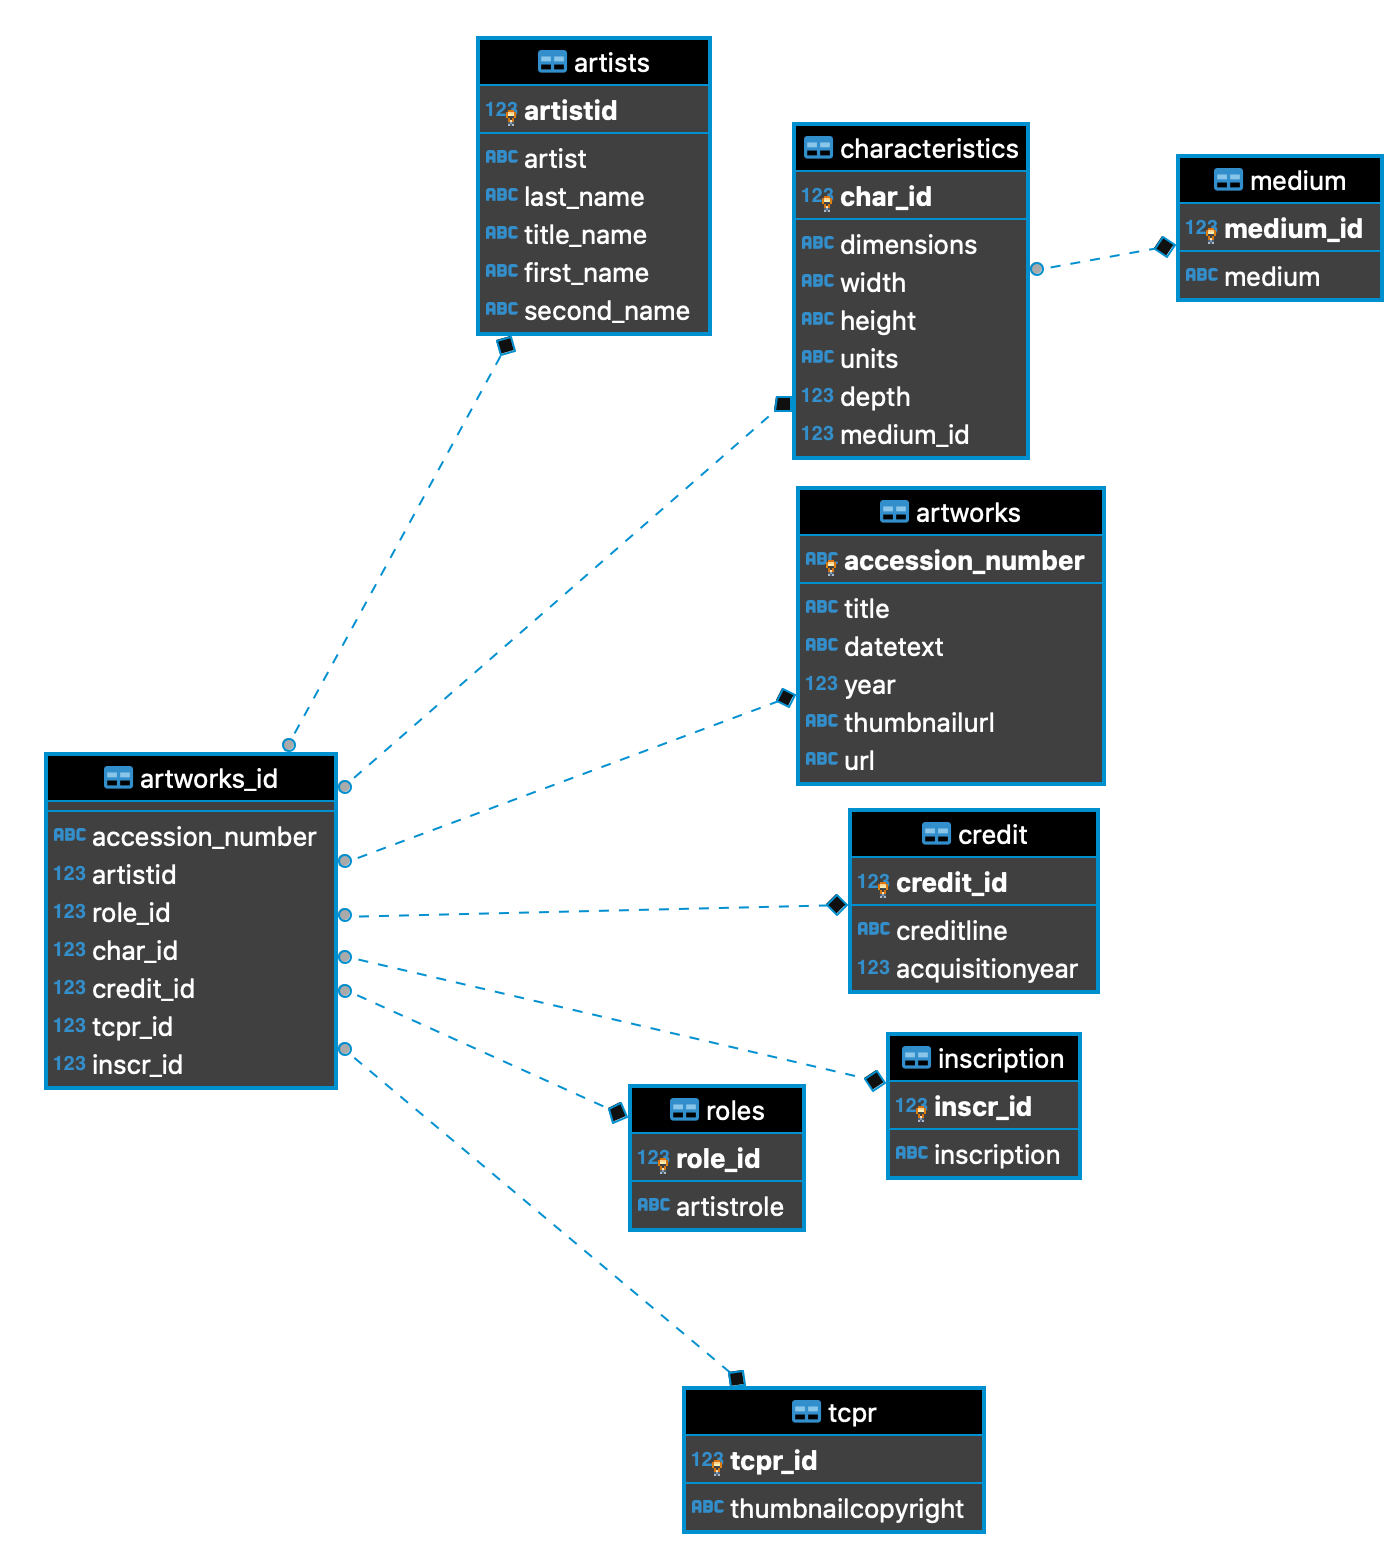 artists
123 artistid
ABC artist
ABC last_name
ABC title_name
ABC first_name
ABC second_name
characteristics
123 char_id
ABC dimensions
ABC width
ABC height
ABC units
123 depth
123 medium_id
medium
123 medium_id
ABC medium
artworks
ABC accession_number
ABC title
ABC datetext
123 year
ABC thumbnailurl
ABC url
artworks_id
ABC accession_number
123 artistid
123 role_id
123 char_id
123 credit_id
123 tcpr_id
123 inscr_id
credit
123 credit_id
ABC creditline
123 acquisitionyear
inscription
123 inscr_id
ABC inscription
roles
123 role_id
ABC artistrole
tcpr
123 tcpr_id
ABC thumbnailcopyright